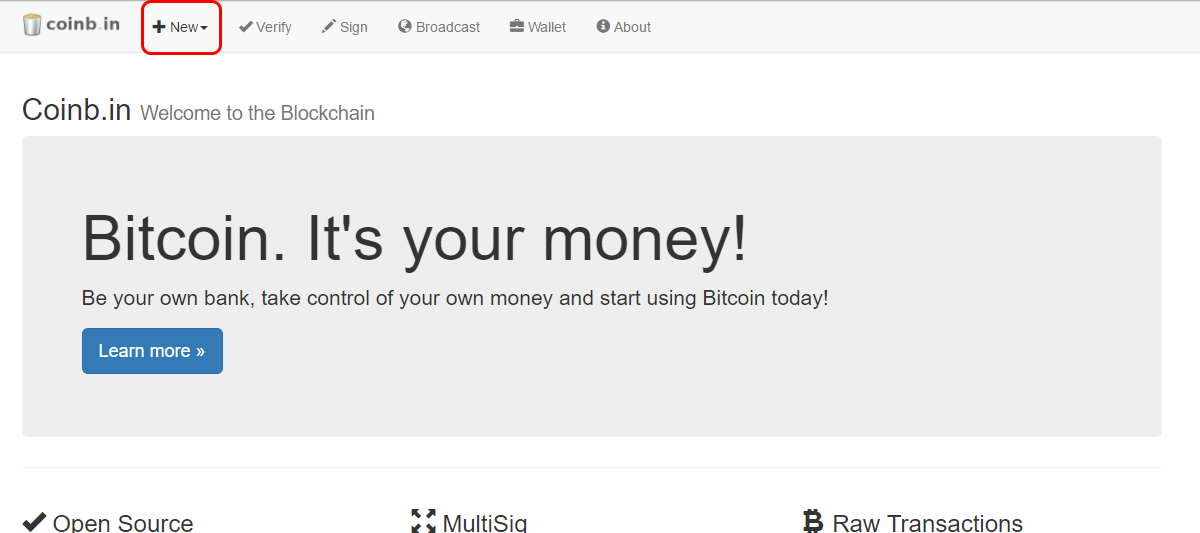 coinb.in New Verify Sign Broadcast Wallet About
Coinb.in Welcome to the Blockchain
Bitcoin. It's your money!
Be your own bank, take control of your own money and start using Bitcoin today!
Learn more »
Open Source MultiSig Raw Transactions